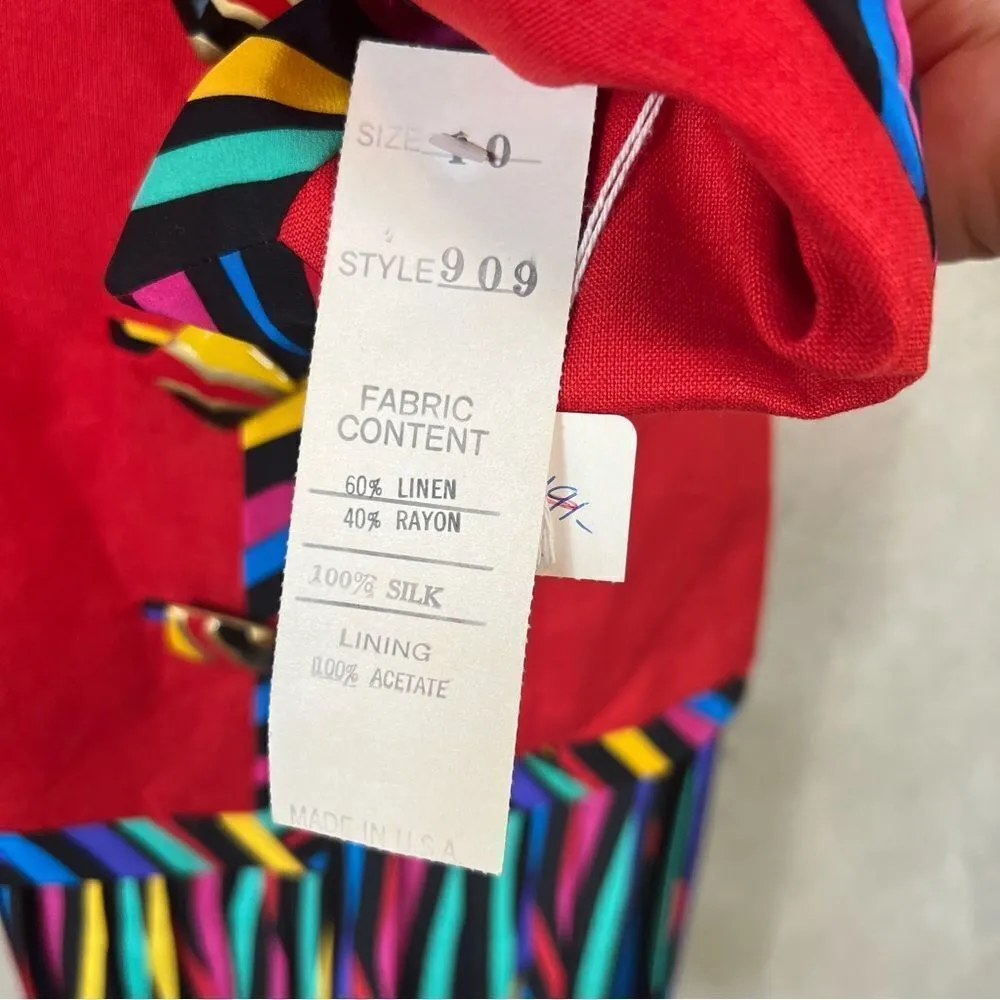 SIZE 10
STYLE 909
FABRIC
CONTENT
60% LINEN
40% RAYON
100% SILK
LINING
100% ACETATE
MADE IN U.S.A.